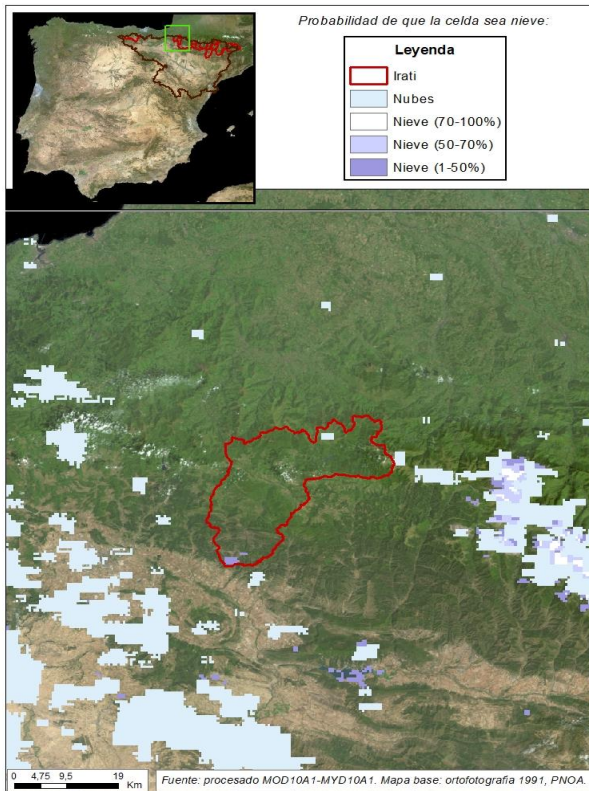 Probabilidad de que la celda sea nieve:
Leyenda
Irati
Nubes
Nieve (70-100%)
Nieve (50-70%)
Nieve (1-50%)
0 4,75 9,5 19
Km
Fuente: procesado MOD10A1-MYD10A1. Mapa base: ortofotografia 1991, PNOA.